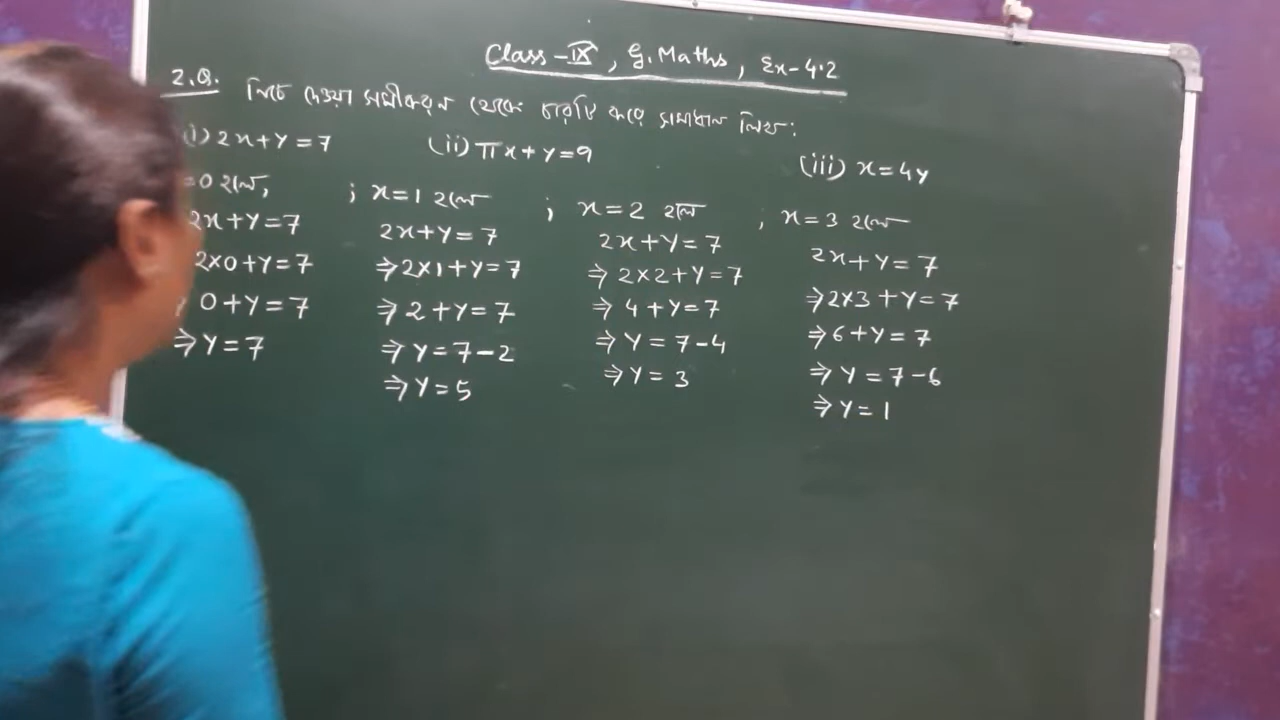 Class-IX, G.Maths, Ex-4.2
2.Q. নিচে দেওয়া সমীকরণ থেকে চারটি করে সমাধান লিখ:
(i) 2x+y=7 (ii) πx+y=9 (iii) x=4y
=0 হলে, ; x=1 হলে ; x=2 হলে ; x=3 হলে
2x+y=7 2x+y=7 2x+y=7 2x+y=7
2×0+y=7 ⇒2×1+y=7 ⇒2×2+y=7 ⇒2×3+y=7
⇒ 0+y=7 ⇒2+y=7 ⇒ 4+y=7 ⇒6+y=7
⇒y=7 ⇒y=7-2 ⇒y=7-4 ⇒y=7-6
⇒y=5 ⇒y=3 ⇒y=1